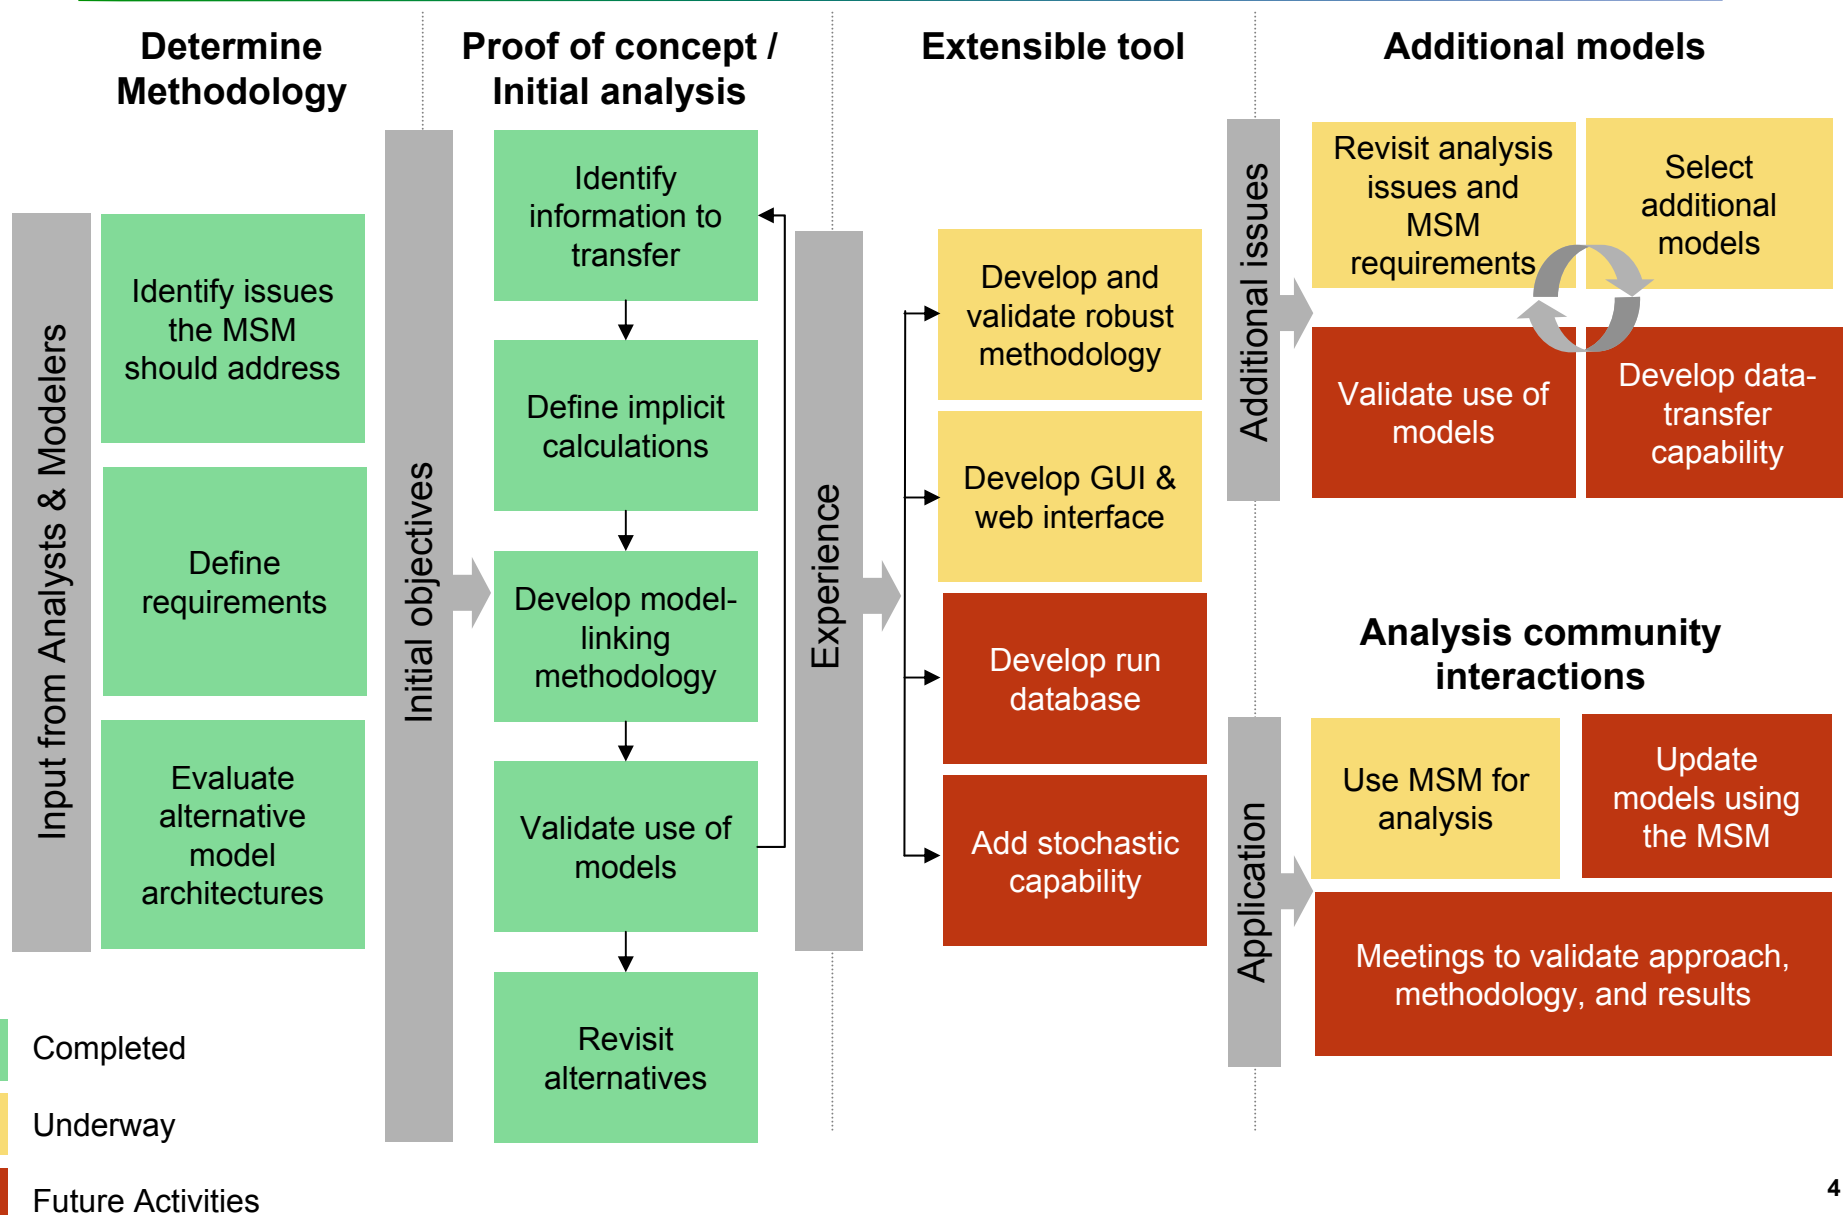 Determine
Methodology
Input from Analysts & Modelers
Identify issues
the MSM
should address
Define
requirements
Evaluate
alternative
model
architectures
Proof of concept /
Initial analysis
Initial objectives
Identify
information to
transfer
Define implicit
calculations
Develop model-
linking
methodology
Validate use of
models
Revisit
alternatives
Extensible tool
Experience
Develop and
validate robust
methodology
Develop GUI &
web interface
Develop run
database
Add stochastic
capability
Additional models
Additional issues
Revisit analysis
issues and
MSM
requirements
Select
additional
models
Validate use of
models
Develop data-
transfer
capability
Analysis community
interactions
Application
Use MSM for
analysis
Update
models using
the MSM
Meetings to validate approach,
methodology, and results
Completed
Underway
Future Activities
4